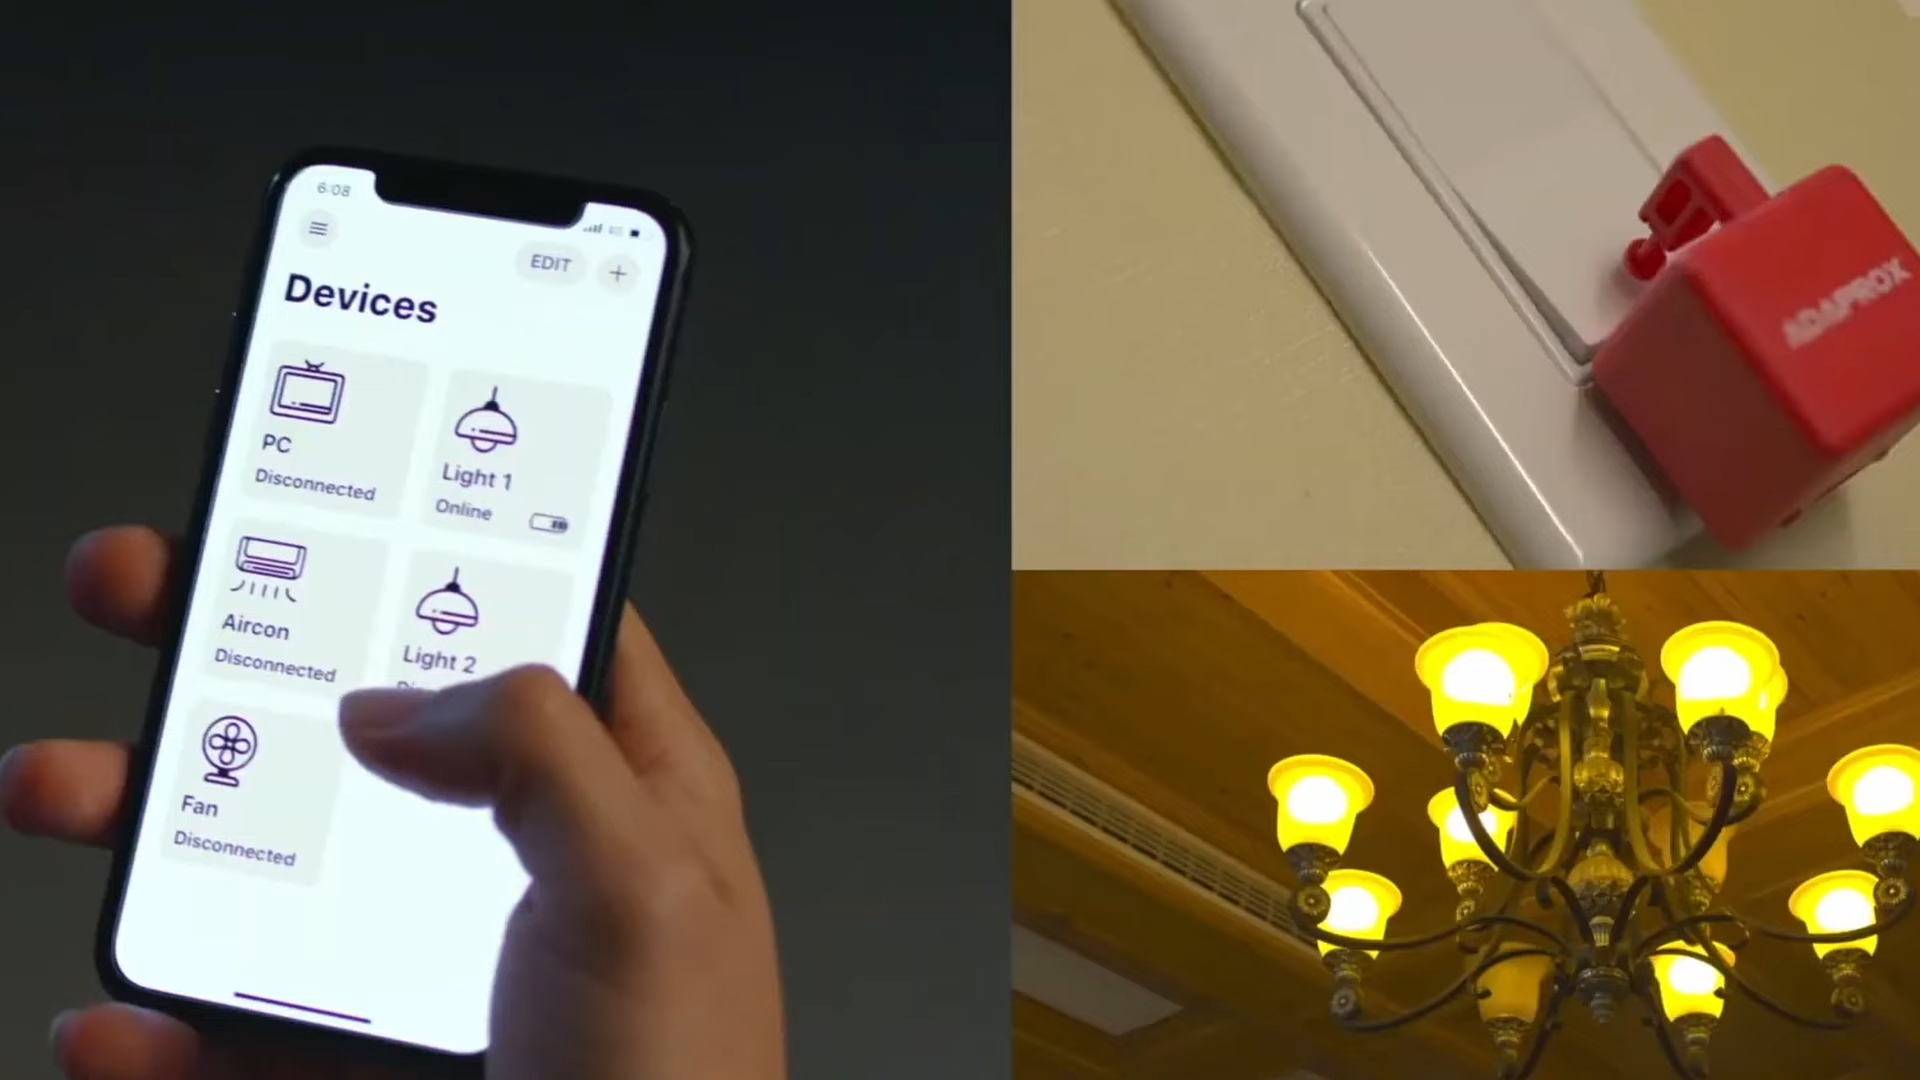 6:08
EDIT +
Devices
PC
Disconnected
Light 1
Online
Aircon
Disconnected
Light 2
Fan
Disconnected
ADAPROX